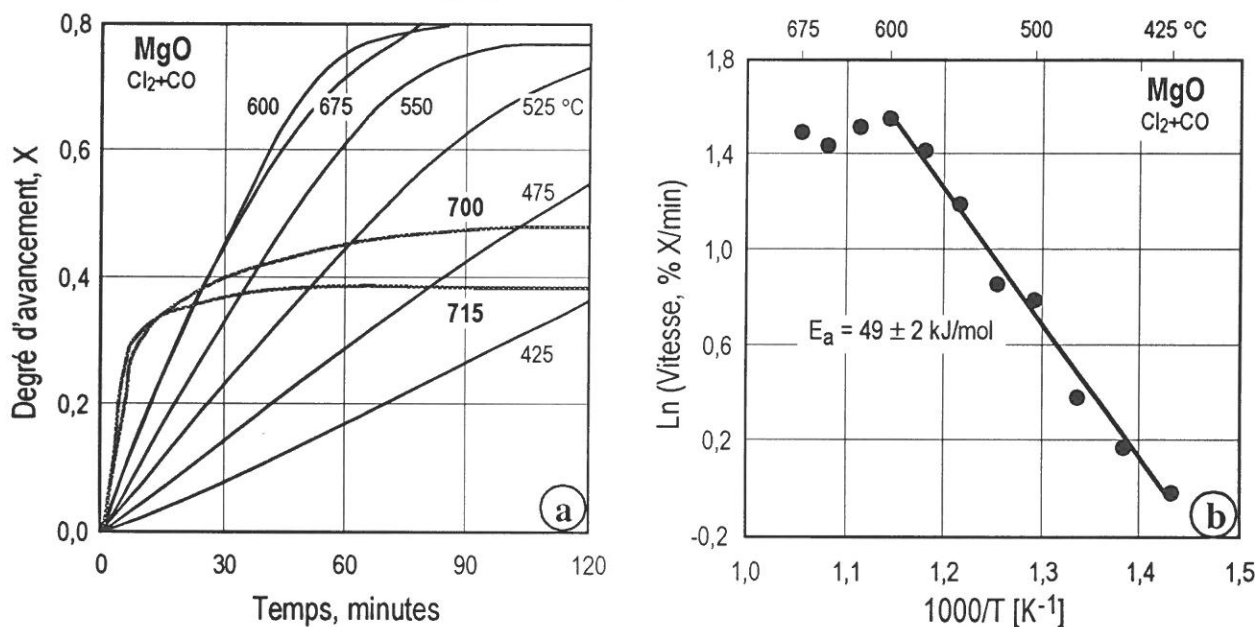 MgO
Cl₂+CO
600
675
550
525 °C
475
700
715
425
a
0,8
0,6
0,4
0,2
0,0
Degré d'avancement, X
0
30
60
90
120
Temps, minutes
675
600
500
425 °C
MgO
Cl₂+CO
Eₐ = 49 ± 2 kJ/mol
b
1,8
1,4
1,0
0,6
0,2
-0,2
Ln (Vitesse, % X/min)
1,0
1,1
1,2
1,3
1,4
1,5
1000/T [K⁻¹]